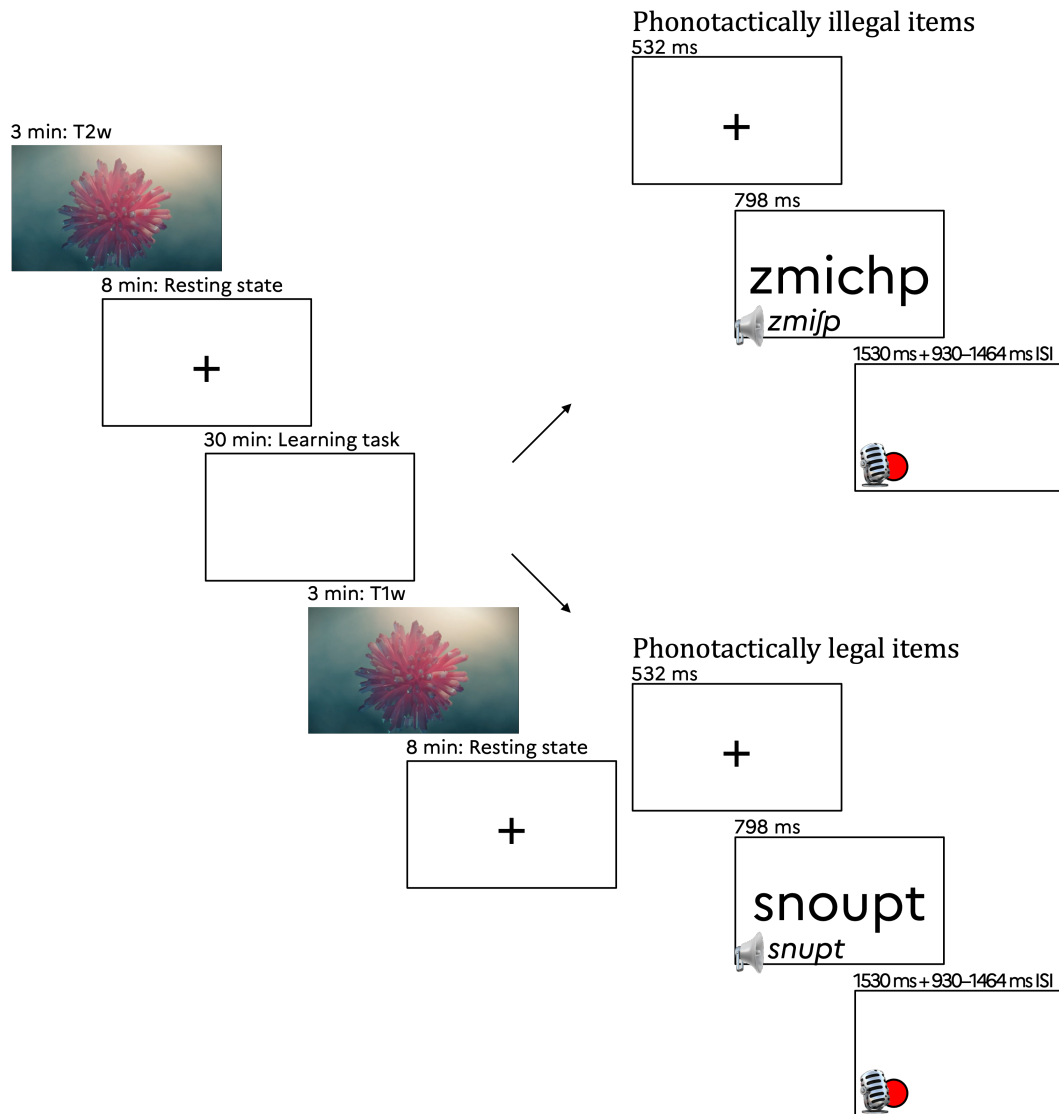 3 min: T2w
8 min: Resting state
30 min: Learning task
3 min: T1w
8 min: Resting state
Phonotactically illegal items
532 ms
798 ms
zmichp
zmiʃp
1530 ms + 930–1464 ms ISI
Phonotactically legal items
532 ms
798 ms
snoupt
snupt
1530 ms + 930–1464 ms ISI